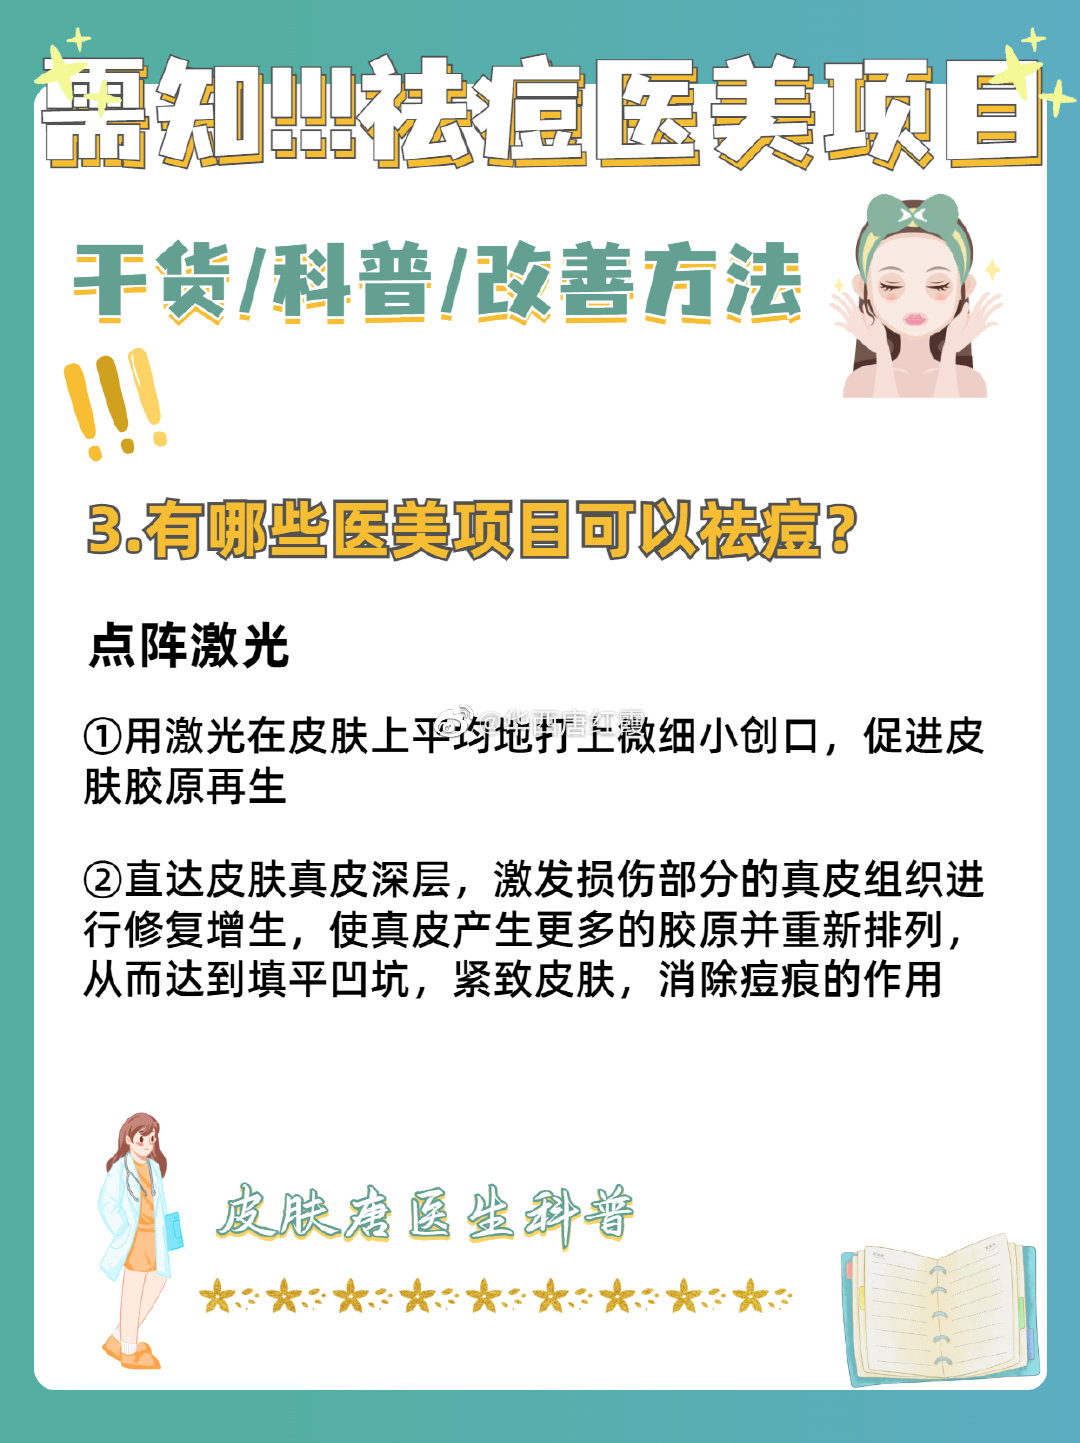 需知!!!祛痘医美项目
干货/科普/改善方法
3.有哪些医美项目可以祛痘？
点阵激光
@华西唐红霞
①用激光在皮肤上平均地打上微细小创口，促进皮
肤胶原再生
②直达皮肤真皮深层，激发损伤部分的真皮组织进
行修复增生，使真皮产生更多的胶原并重新排列，
从而达到填平凹坑，紧致皮肤，消除痘痕的作用
皮肤唐医生科普